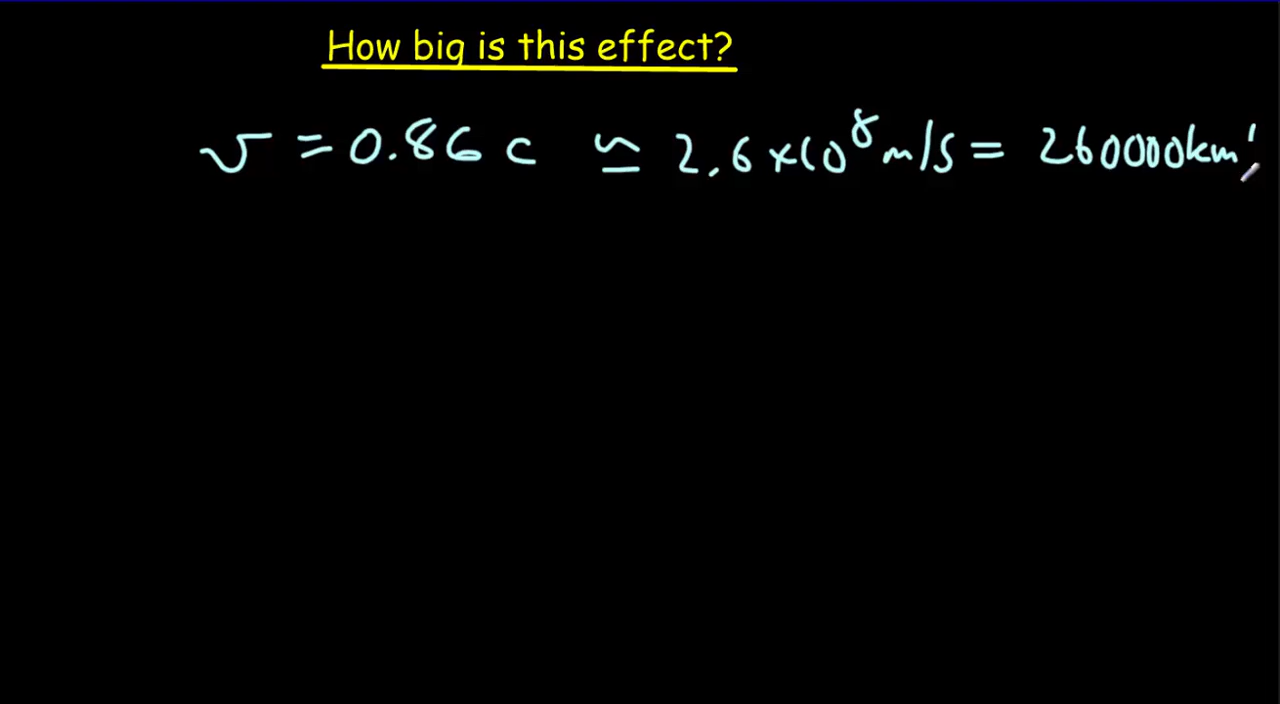 How big is this effect?
v = 0.86 c ≃ 2.6 × 10⁸ m/s = 260000km